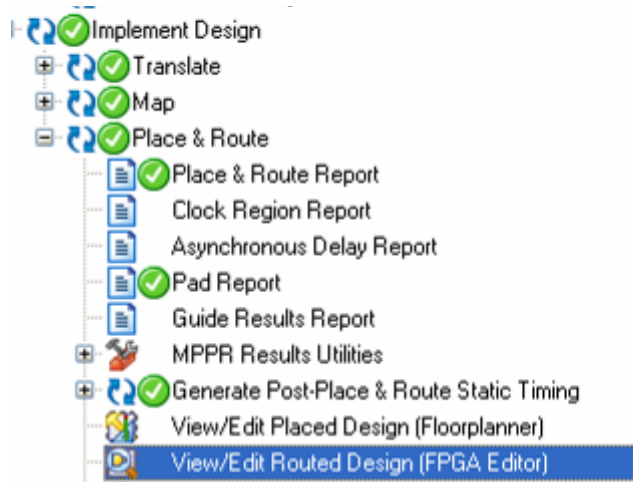 Implement Design
Translate
Map
Place & Route
Place & Route Report
Clock Region Report
Asynchronous Delay Report
Pad Report
Guide Results Report
MPPR Results Utilities
Generate Post-Place & Route Static Timing
View/Edit Placed Design (Floorplanner)
View/Edit Routed Design (FPGA Editor)